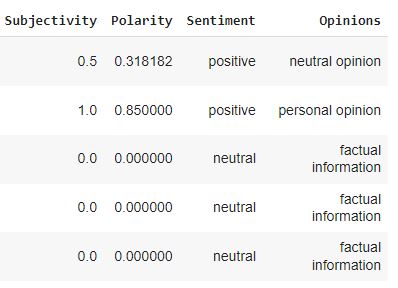 Subjectivity Polarity Sentiment Opinions
0.5 0.318182 positive neutral opinion
1.0 0.850000 positive personal opinion
0.0 0.000000 neutral factual
information
0.0 0.000000 neutral factual
information
0.0 0.000000 neutral factual
information